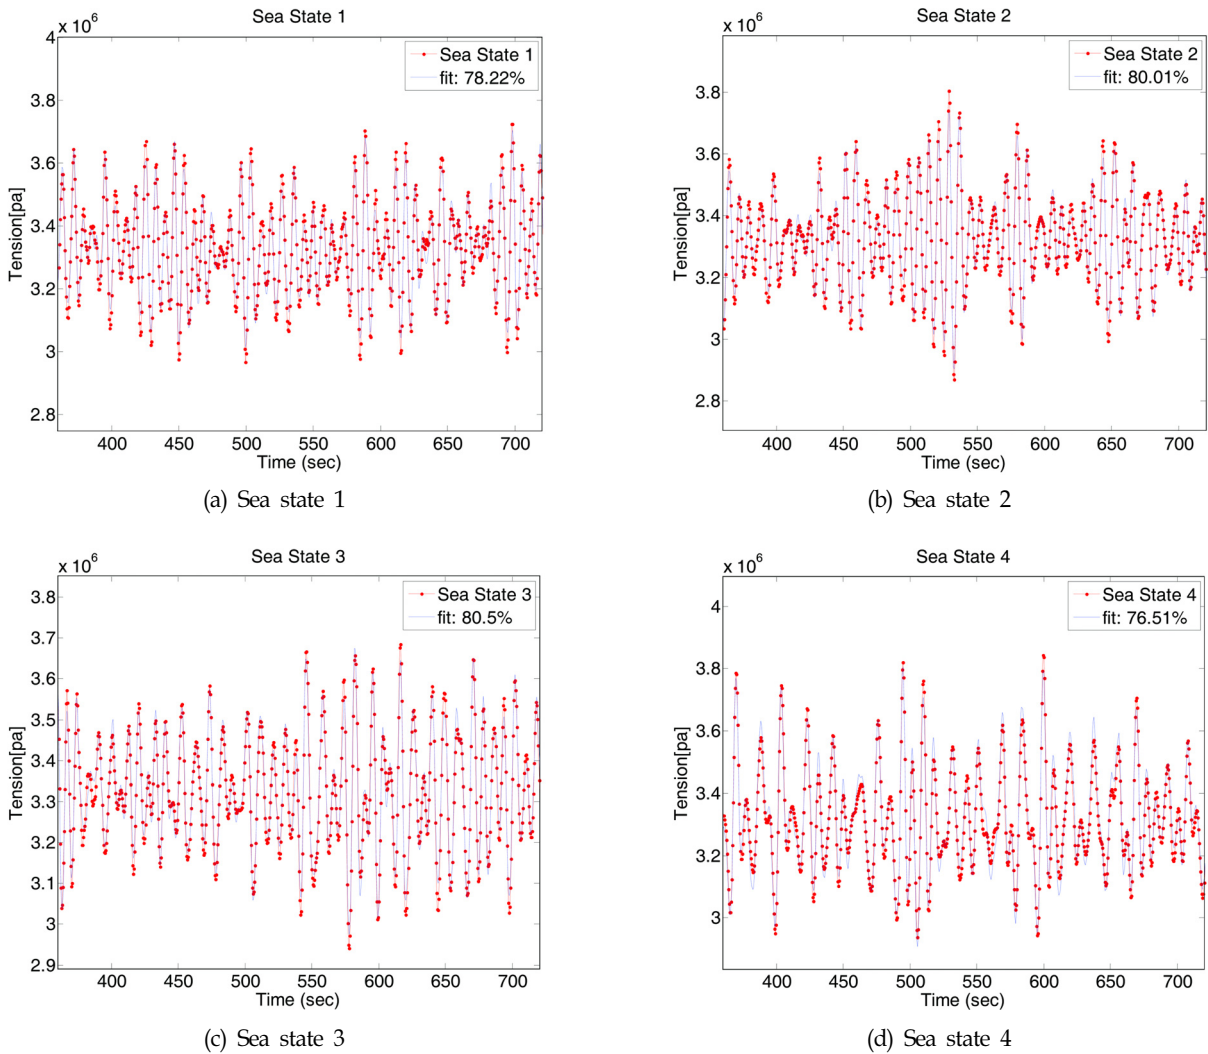 Sea State 1
x 10^6
4
3.8
3.6
3.4
3.2
3
2.8
Tension[pa]
Sea State 1
fit: 78.22%
400 450 500 550 600 650 700
Time (sec)
(a) Sea state 1
Sea State 2
x 10^6
3.8
3.6
3.4
3.2
3
2.8
Tension[pa]
Sea State 2
fit: 80.01%
400 450 500 550 600 650 700
Time (sec)
(b) Sea state 2
Sea State 3
x 10^6
3.8
3.7
3.6
3.5
3.4
3.3
3.2
3.1
3
2.9
Tension[pa]
Sea State 3
fit: 80.5%
400 450 500 550 600 650 700
Time (sec)
(c) Sea state 3
Sea State 4
x 10^6
4
3.8
3.6
3.4
3.2
3
Tension[pa]
Sea State 4
fit: 76.51%
400 450 500 550 600 650 700
Time (sec)
(d) Sea state 4